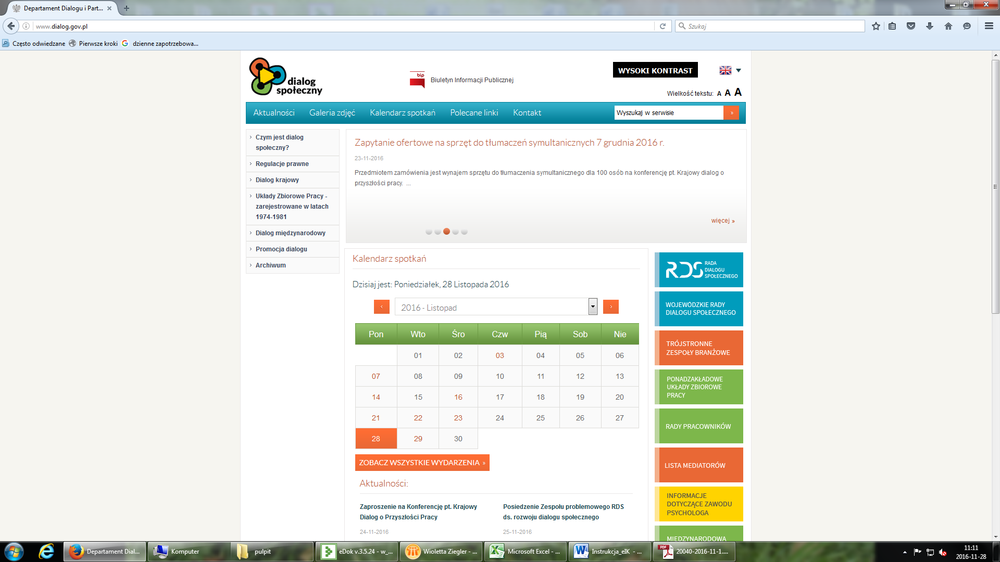 Departament Dialogu i Part...
www.dialog.gov.pl
Szukaj
Często odwiedzane
Pierwsze kroki
dzienne zapotrzebowa...
dialog
społeczny
bip
Biuletyn Informacji Publicznej
WYSOKI KONTRAST
Wielkość tekstu: A A A
Aktualności
Galeria zdjęć
Kalendarz spotkań
Polecane linki
Kontakt
Wyszukaj w serwisie
»
Czym jest dialog
społeczny?
Regulacje prawne
Dialog krajowy
Układy Zbiorowe Pracy -
zarejestrowane w latach
1974-1981
Dialog międzynarodowy
Promocja dialogu
Archiwum
Zapytanie ofertowe na sprzęt do tłumaczeń symultanicznych 7 grudnia 2016 r.
23-11-2016
Przedmiotem zamówienia jest wynajem sprzętu do tłumaczenia symultanicznego dla 100 osób na konferencję pt. Krajowy dialog o
przyszłości pracy. ...
więcej »
Kalendarz spotkań
Dzisiaj jest: Poniedziałek, 28 Listopada 2016
‹ 2016 - Listopad ›
Pon Wto Śro Czw Pią Sob Nie
01 02 03 04 05 06
07 08 09 10 11 12 13
14 15 16 17 18 19 20
21 22 23 24 25 26 27
28 29 30
ZOBACZ WSZYSTKIE WYDARZENIA »
Aktualności:
Zaproszenie na Konferencję pt. Krajowy
Dialog o Przyszłości Pracy
24-11-2016
Posiedzenie Zespołu problemowego RDS
ds. rozwoju dialogu społecznego
25-11-2016
RDS
RADA
DIALOGU
SPOŁECZNEGO
WOJEWÓDZKIE RADY
DIALOGU SPOŁECZNEGO
TRÓJSTRONNE
ZESPOŁY BRANŻOWE
PONADZAKŁADOWE
UKŁADY ZBIOROWE
PRACY
RADY PRACOWNIKÓW
LISTA MEDIATORÓW
INFORMACJE
DOTYCZĄCE ZAWODU
PSYCHOLOGA
MIĘDZYNARODOWA
Departament Dial...
Komputer
pulpit
eDok v.3.5.24 - w_...
Wioletta Ziegler - ...
Microsoft Excel - ...
Instrukcja_eIK - ...
PDF
20040-2016-11-1....
11:11
2016-11-28